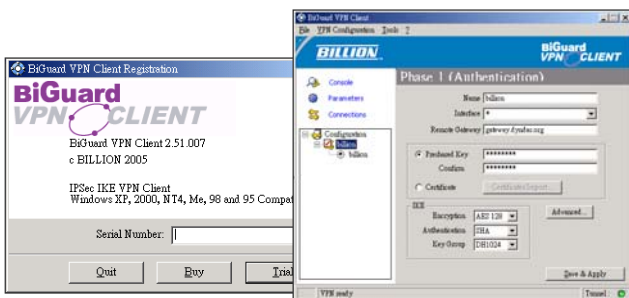 BiGuard VPN Client Registration
BiGuard
VPN CLIENT
BiGuard VPN Client 2.51.007
c BILLION 2005
IPSec IKE VPN Client
Windows XP, 2000, NT4, Me, 98 and 95 Compat
Serial Number:
Quit
Buy
Trial
BiGuard VPN Client
File VPN Configuration Tools ?
BILLION
BiGuard
VPN CLIENT
Console
Parameters
Connections
Configuration
billion
billion
Phase 1 (Authentication)
Name billion
Interface *
Remote Gateway gateway.dyndns.org
Preshared Key ********
Confirm ********
Certificate Certificates Import...
IKE
Encryption AES 128
Authentication SHA
Key Group DH1024
Advanced...
Save & Apply
VPN ready
Tunnel: